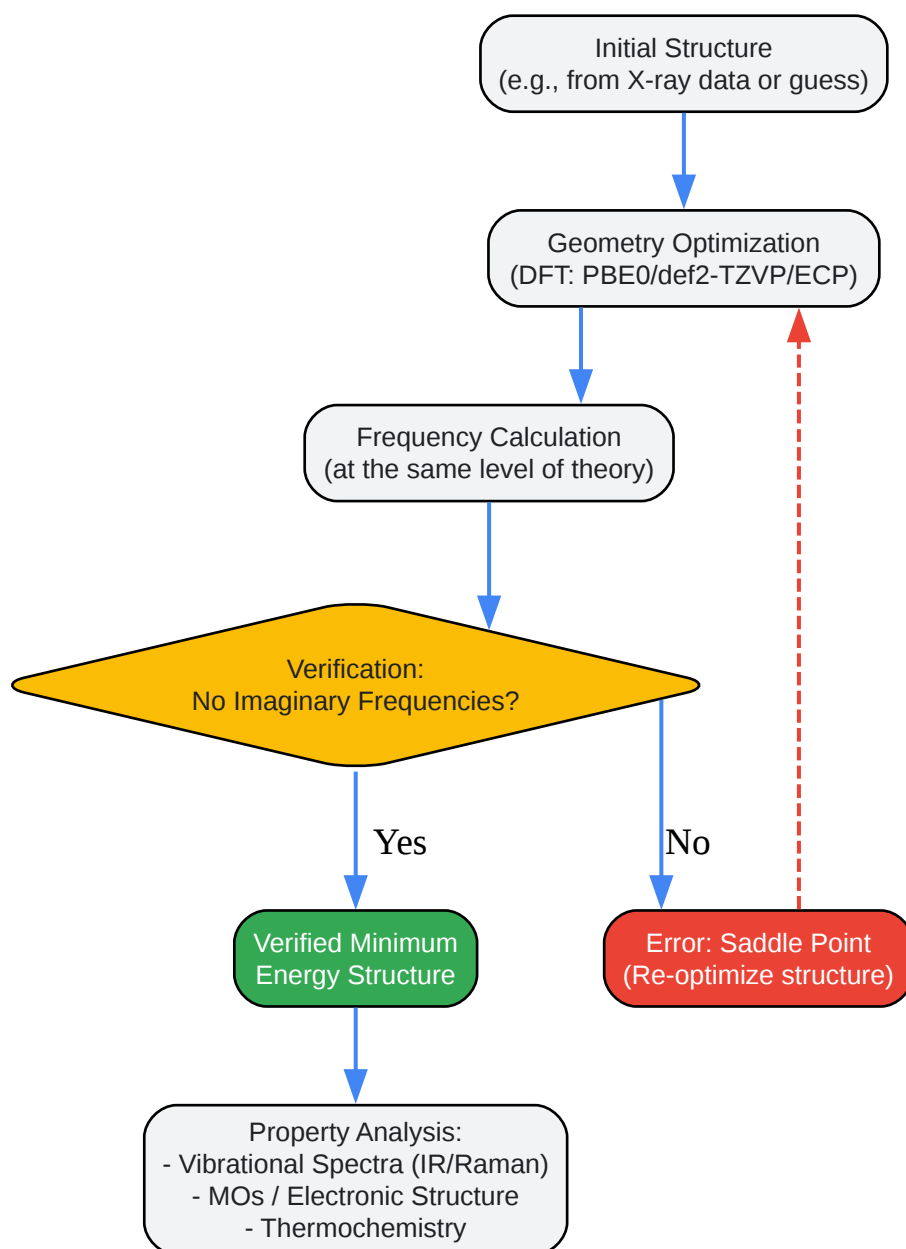 Initial Structure
(e.g., from X-ray data or guess)
Geometry Optimization
(DFT: PBE0/def2-TZVP/ECP)
Frequency Calculation
(at the same level of theory)
Verification:
No Imaginary Frequencies?
Yes
No
Verified Minimum
Energy Structure
Error: Saddle Point
(Re-optimize structure)
Property Analysis:
- Vibrational Spectra (IR/Raman)
- MOs / Electronic Structure
- Thermochemistry